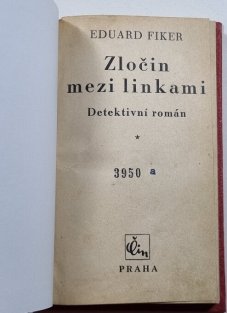 EDUARD FIKER
Zločin
mezi linkami
Detektivní román
*
3950 a
Čin
PRAHA